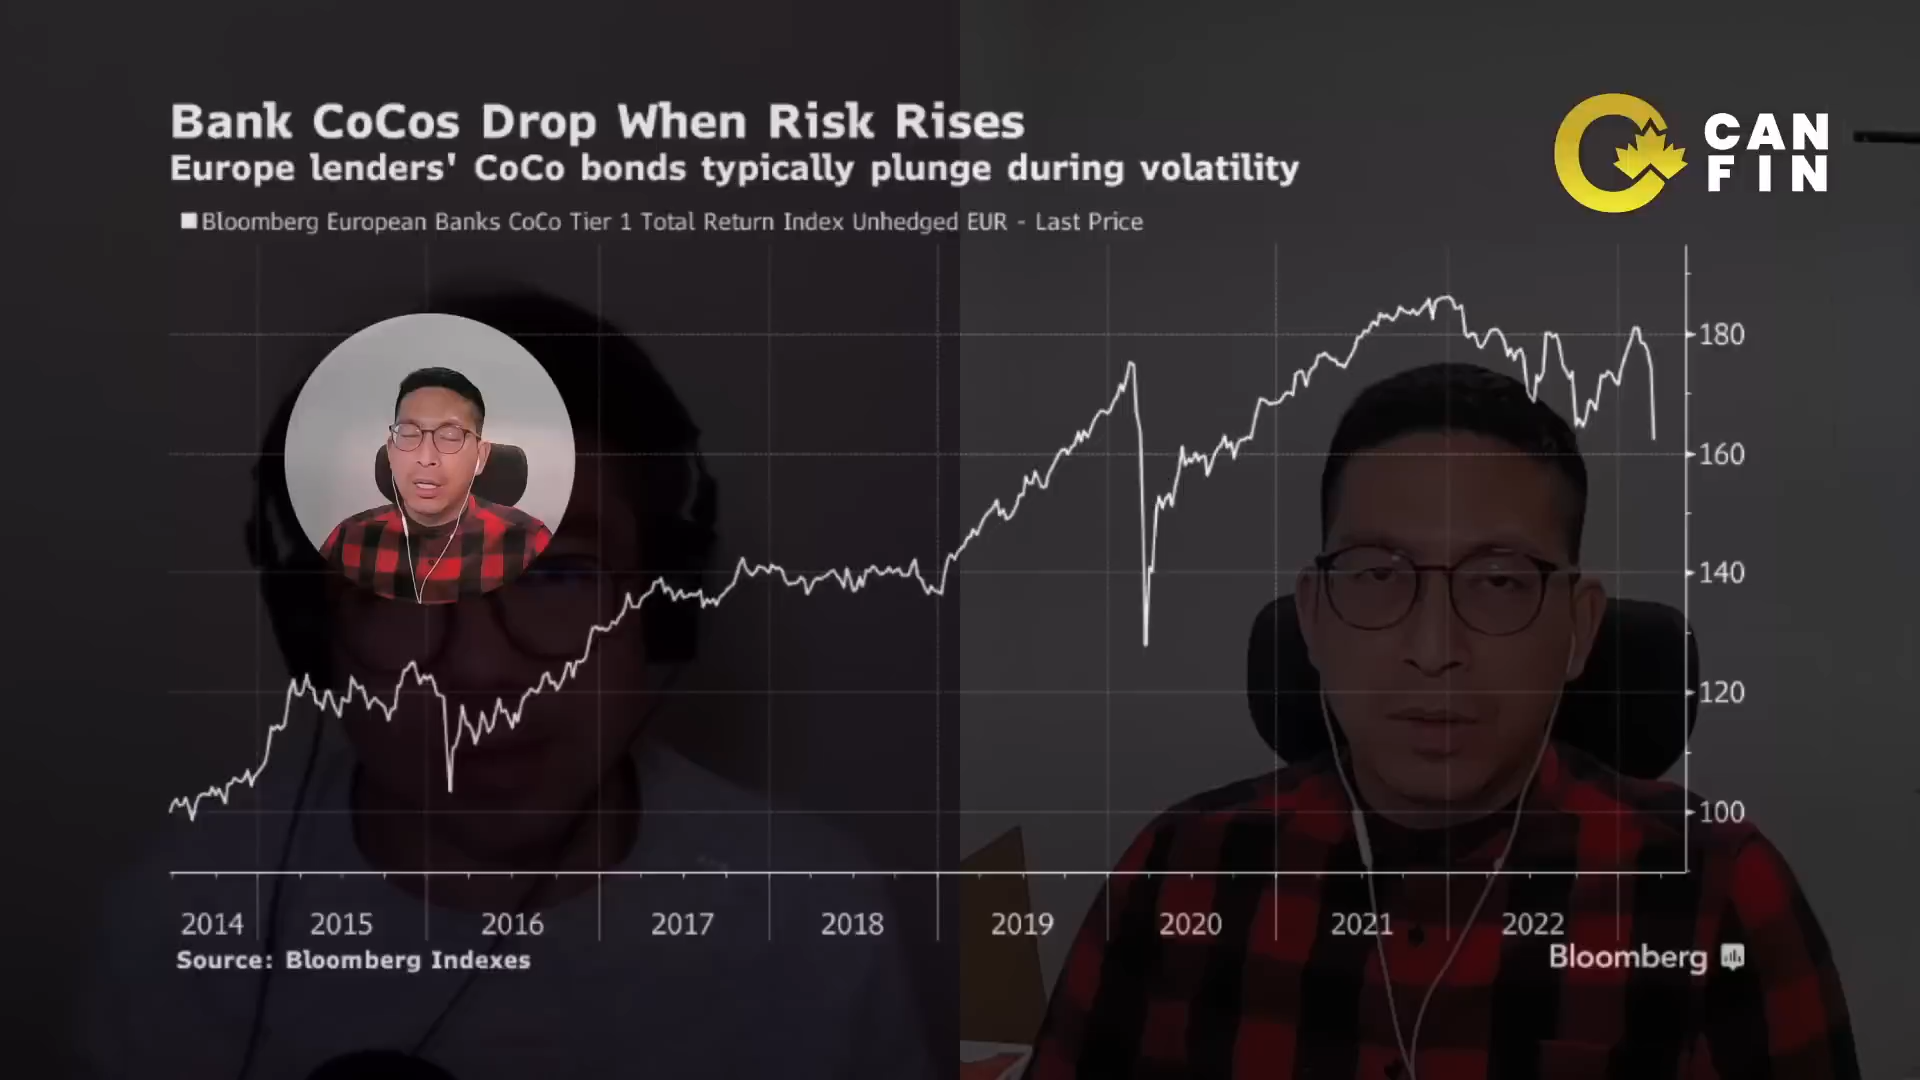 Bank CoCos Drop When Risk Rises
Europe lenders' CoCo bonds typically plunge during volatility
Bloomberg European Banks CoCo Tier 1 Total Return Index Unhedged EUR - Last Price
CAN
FIN
180
160
140
120
100
2014 2015 2016 2017 2018 2019 2020 2021 2022
Source: Bloomberg Indexes
Bloomberg